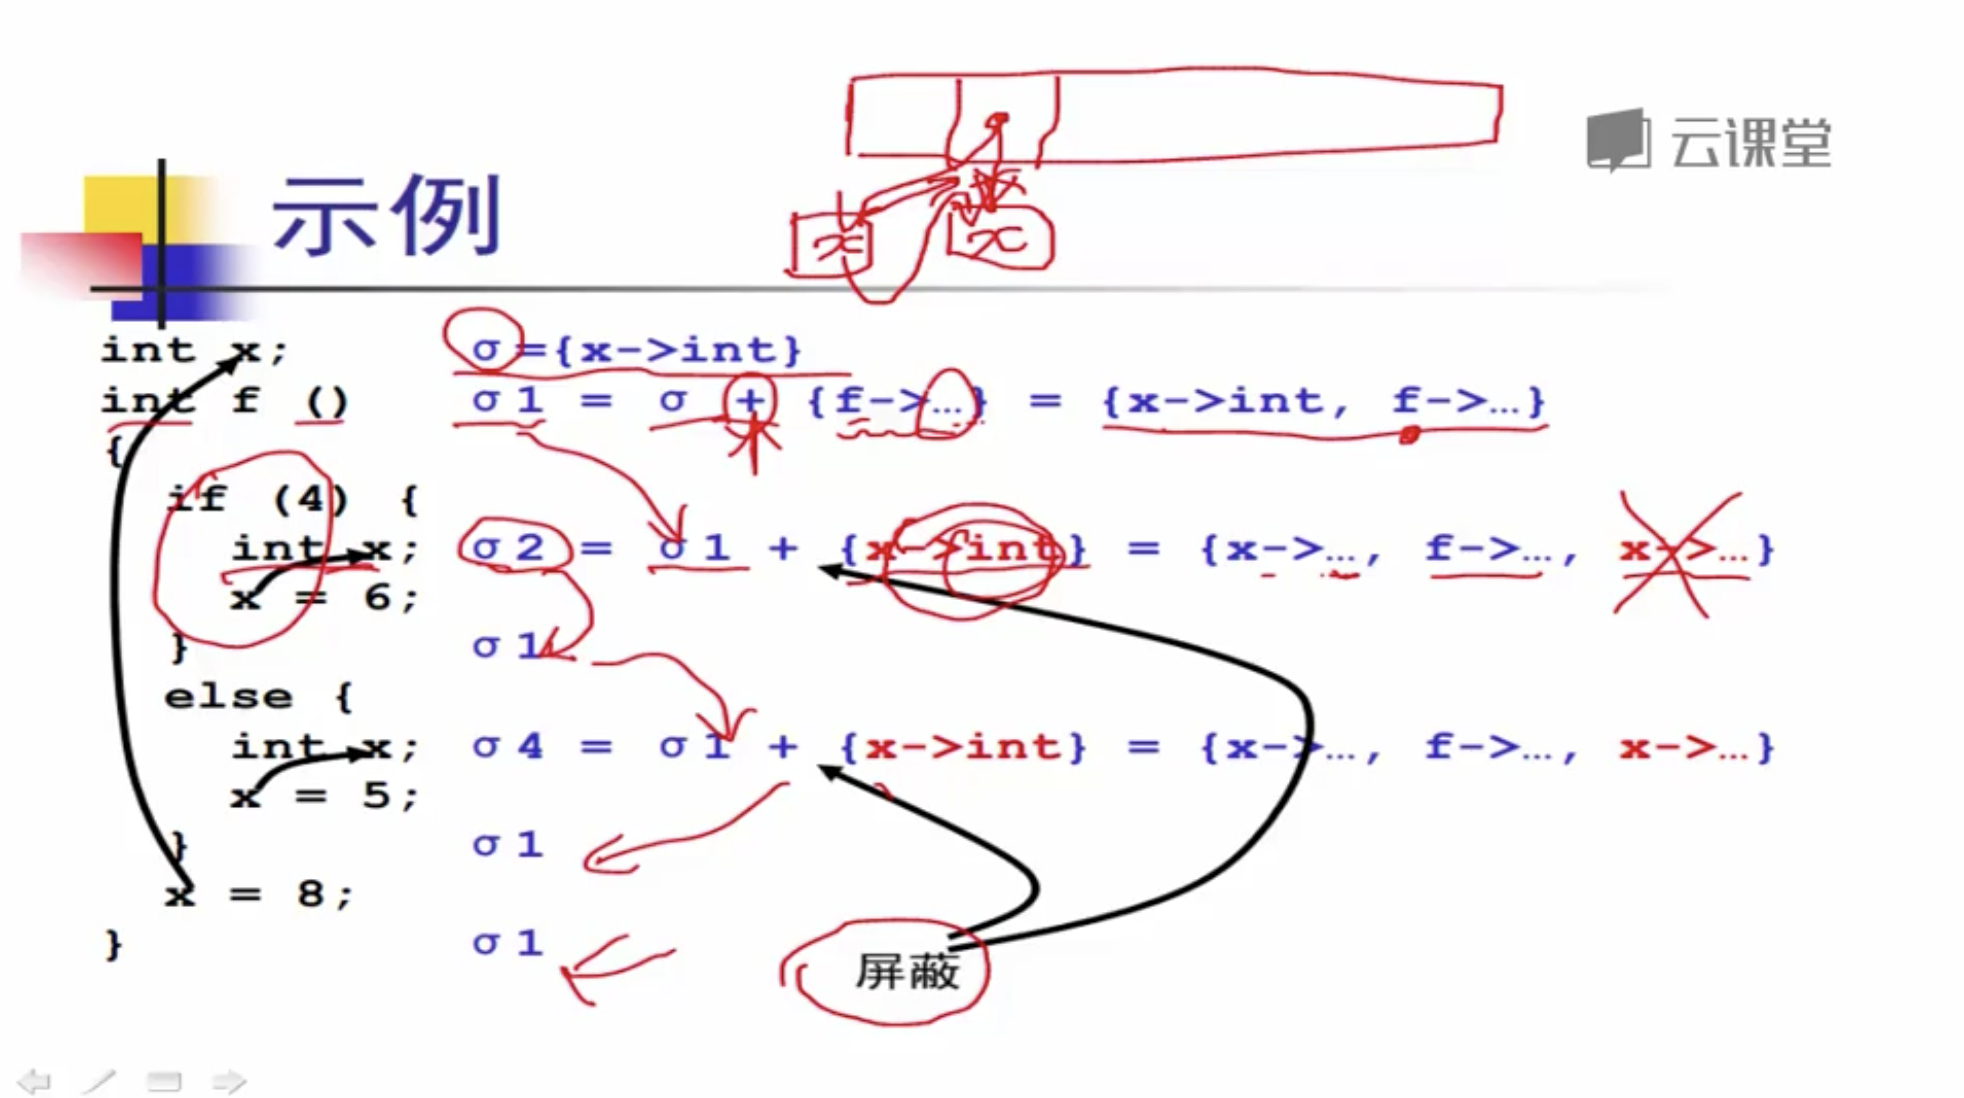 云课堂
示例
int x; σ={x->int}
int f () σ1 = σ + {f->…} = {x->int, f->…}
{
if (4) {
int x; σ2 = σ1 + {x->int} = {x->…, f->…, x->…}
x = 6;
} σ1
else {
int x; σ4 = σ1 + {x->int} = {x->…, f->…, x->…}
x = 5;
} σ1
x = 8;
} σ1
屏蔽
x
x